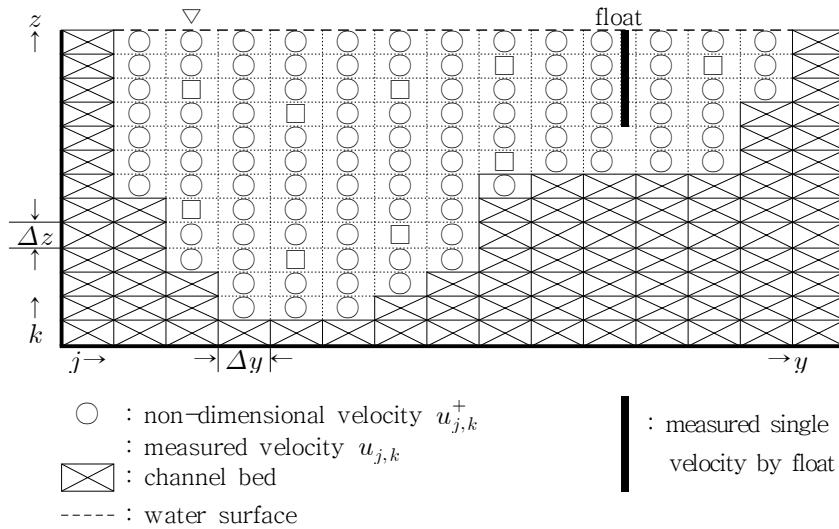 z
float
Δz
k
j→
Δy
y
: non-dimensional velocity u⁺ⱼ,ₖ
: measured velocity uⱼ,ₖ
: channel bed
: water surface
: measured single
velocity by float